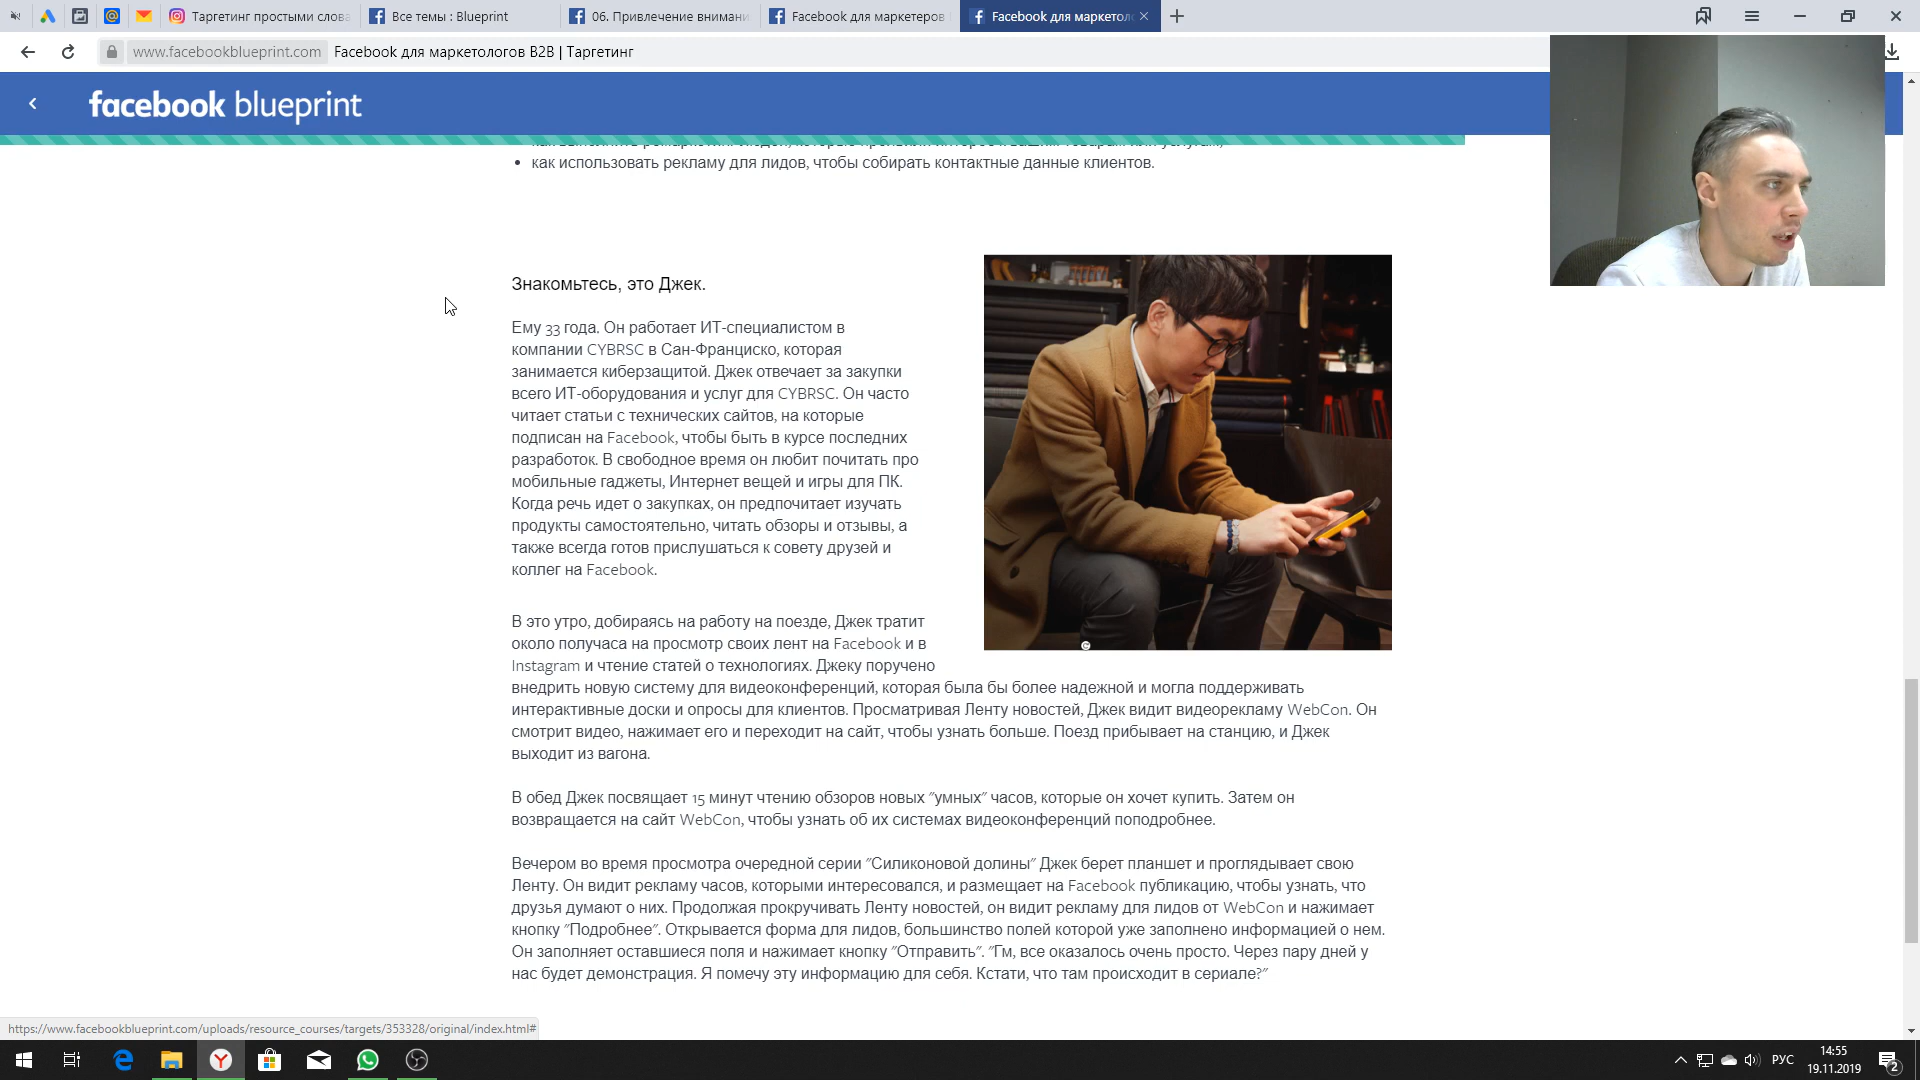 Таргетинг простыми слова
Все темы : Blueprint
06. Привлечение внимани
Facebook для маркетеров
Facebook для маркетол
www.facebookblueprint.com
Facebook для маркетологов B2B | Таргетинг
facebook blueprint
как использовать рекламу для лидов, чтобы собирать контактные данные клиентов.
Знакомьтесь, это Джек.
Ему 33 года. Он работает ИТ-специалистом в
компании CYBRSC в Сан-Франциско, которая
занимается киберзащитой. Джек отвечает за закупки
всего ИТ-оборудования и услуг для CYBRSC. Он часто
читает статьи с технических сайтов, на которые
подписан на Facebook, чтобы быть в курсе последних
разработок. В свободное время он любит почитать про
мобильные гаджеты, Интернет вещей и игры для ПК.
Когда речь идет о закупках, он предпочитает изучать
продукты самостоятельно, читать обзоры и отзывы, а
также всегда готов прислушаться к совету друзей и
коллег на Facebook.
В это утро, добираясь на работу на поезде, Джек тратит
около получаса на просмотр своих лент на Facebook и в
Instagram и чтение статей о технологиях. Джеку поручено
внедрить новую систему для видеоконференций, которая была бы более надежной и могла поддерживать
интерактивные доски и опросы для клиентов. Просматривая Ленту новостей, Джек видит видеорекламу WebCon. Он
смотрит видео, нажимает его и переходит на сайт, чтобы узнать больше. Поезд прибывает на станцию, и Джек
выходит из вагона.
В обед Джек посвящает 15 минут чтению обзоров новых "умных" часов, которые он хочет купить. Затем он
возвращается на сайт WebCon, чтобы узнать об их системах видеоконференций поподробнее.
Вечером во время просмотра очередной серии "Силиконовой долины" Джек берет планшет и проглядывает свою
Ленту. Он видит рекламу часов, которыми интересовался, и размещает на Facebook публикацию, чтобы узнать, что
друзья думают о них. Продолжая прокручивать Ленту новостей, он видит рекламу для лидов от WebCon и нажимает
кнопку "Подробнее". Открывается форма для лидов, большинство полей которой уже заполнено информацией о нем.
Он заполняет оставшиеся поля и нажимает кнопку "Отправить". "Гм, все оказалось очень просто. Через пару дней у
нас будет демонстрация. Я помечу эту информацию для себя. Кстати, что там происходит в сериале?"
https://www.facebookblueprint.com/uploads/resource_courses/targets/353328/original/index.html#
РУС
14:55
19.11.2019
2